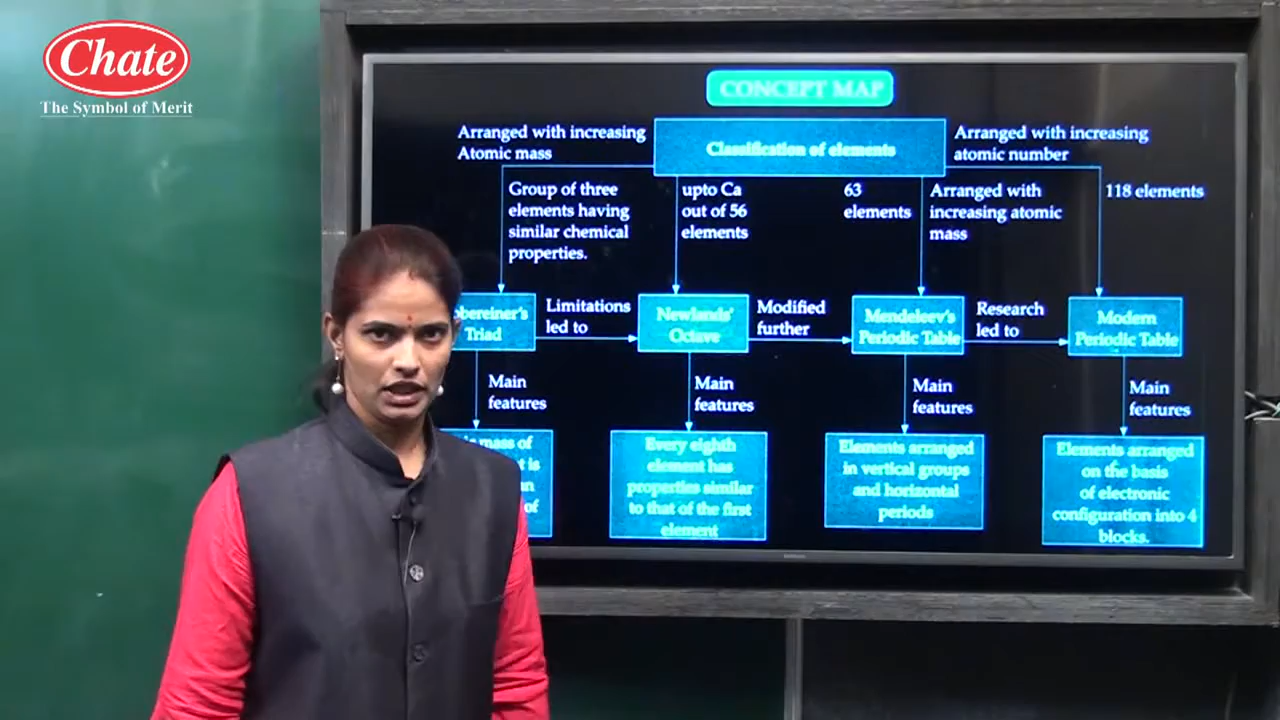 Chate
The Symbol of Merit
CONCEPT MAP
Classification of elements
Arranged with increasing
Atomic mass
Arranged with increasing
atomic number
Group of three
elements having
similar chemical
properties.
upto Ca
out of 56
elements
63
elements
Arranged with
increasing atomic
mass
118 elements
obereiner's
Triad
Limitations
led to
Newlands'
Octave
Modified
further
Mendeleev's
Periodic Table
Research
led to
Modern
Periodic Table
Main
features
Main
features
Main
features
Main
features
mass of
of
Every eighth
element has
properties similar
to that of the first
element
Elements arranged
in vertical groups
and horizontal
periods
Elements arranged
on the basis
of electronic
configuration into 4
blocks.